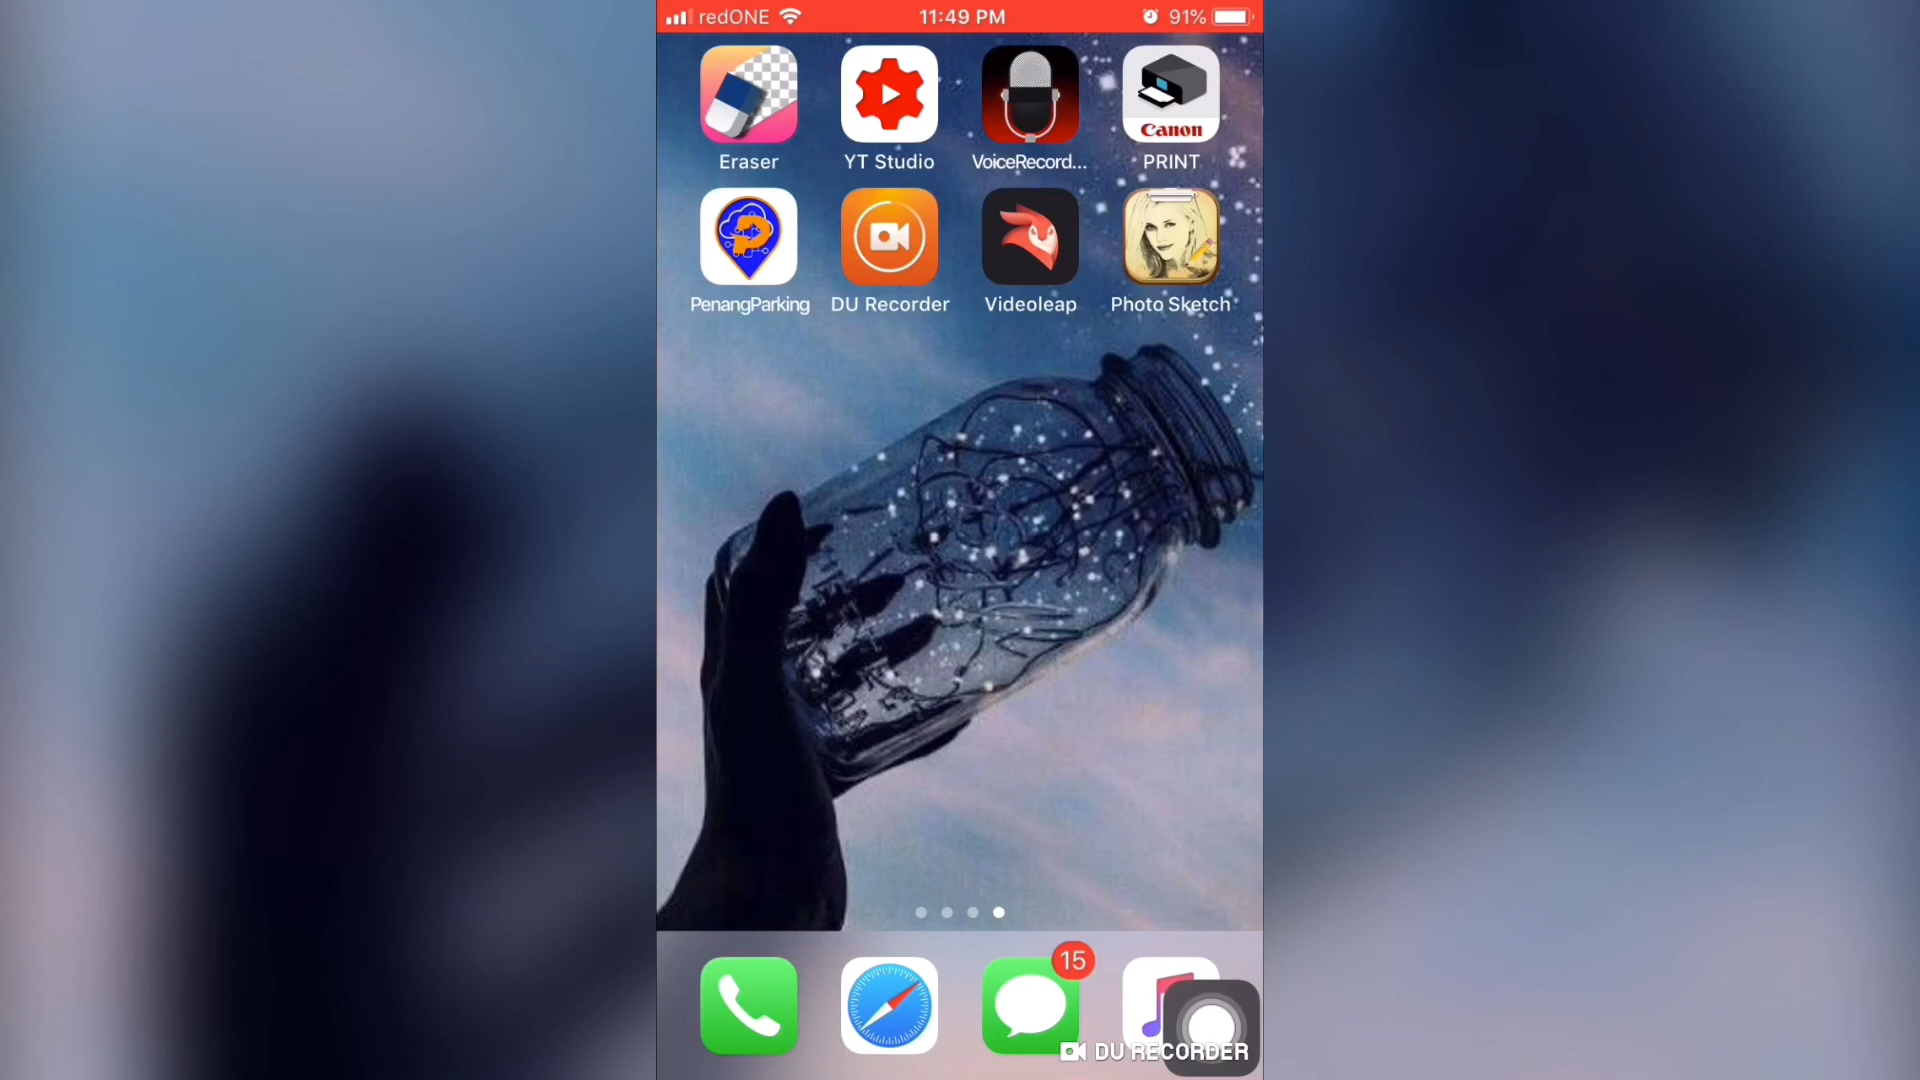 redONE 11:49 PM 91%
Canon
Eraser YT Studio VoiceRecord... PRINT
PenangParking DU Recorder Videoleap Photo Sketch
15
DU RECORDER